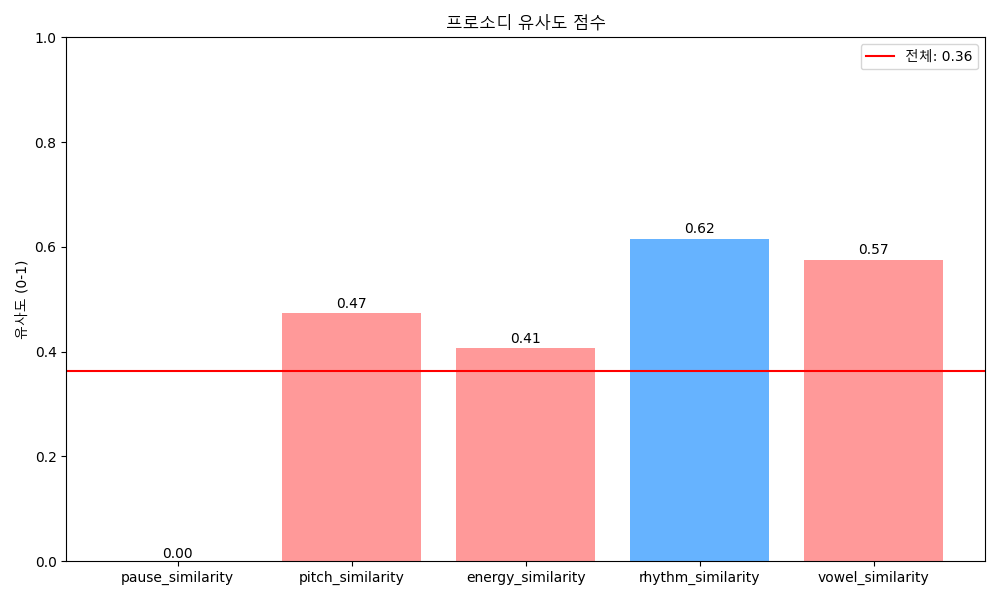 프로소디 유사도 점수
전체: 0.36
유사도 (0-1)
1.0
0.8
0.6
0.4
0.2
0.0
0.00
0.47
0.41
0.62
0.57
pause_similarity
pitch_similarity
energy_similarity
rhythm_similarity
vowel_similarity